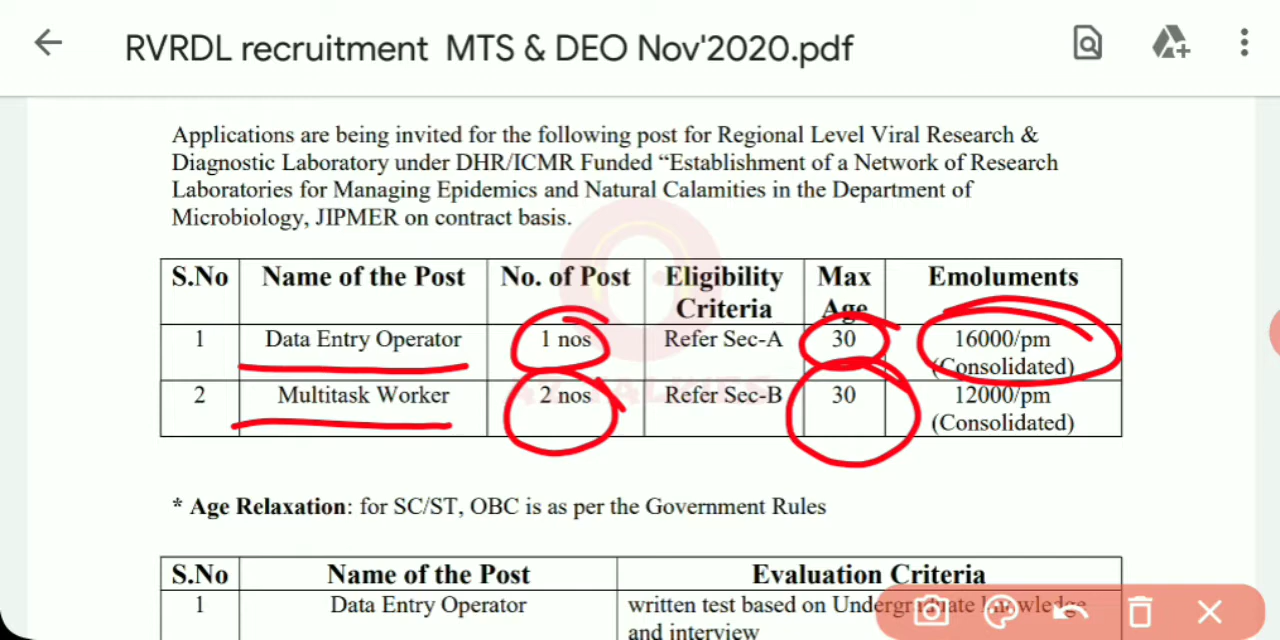 RVRDL recruitment MTS & DEO Nov'2020.pdf
Applications are being invited for the following post for Regional Level Viral Research &
Diagnostic Laboratory under DHR/ICMR Funded “Establishment of a Network of Research
Laboratories for Managing Epidemics and Natural Calamities in the Department of
Microbiology, JIPMER on contract basis.
S.No Name of the Post No. of Post Eligibility Criteria Max Age Emoluments
1 Data Entry Operator 1 nos Refer Sec-A 30 16000/pm (Consolidated)
2 Multitask Worker 2 nos Refer Sec-B 30 12000/pm (Consolidated)
* Age Relaxation: for SC/ST, OBC is as per the Government Rules
S.No Name of the Post Evaluation Criteria
1 Data Entry Operator written test based on Undergraduate knowledge
and interview